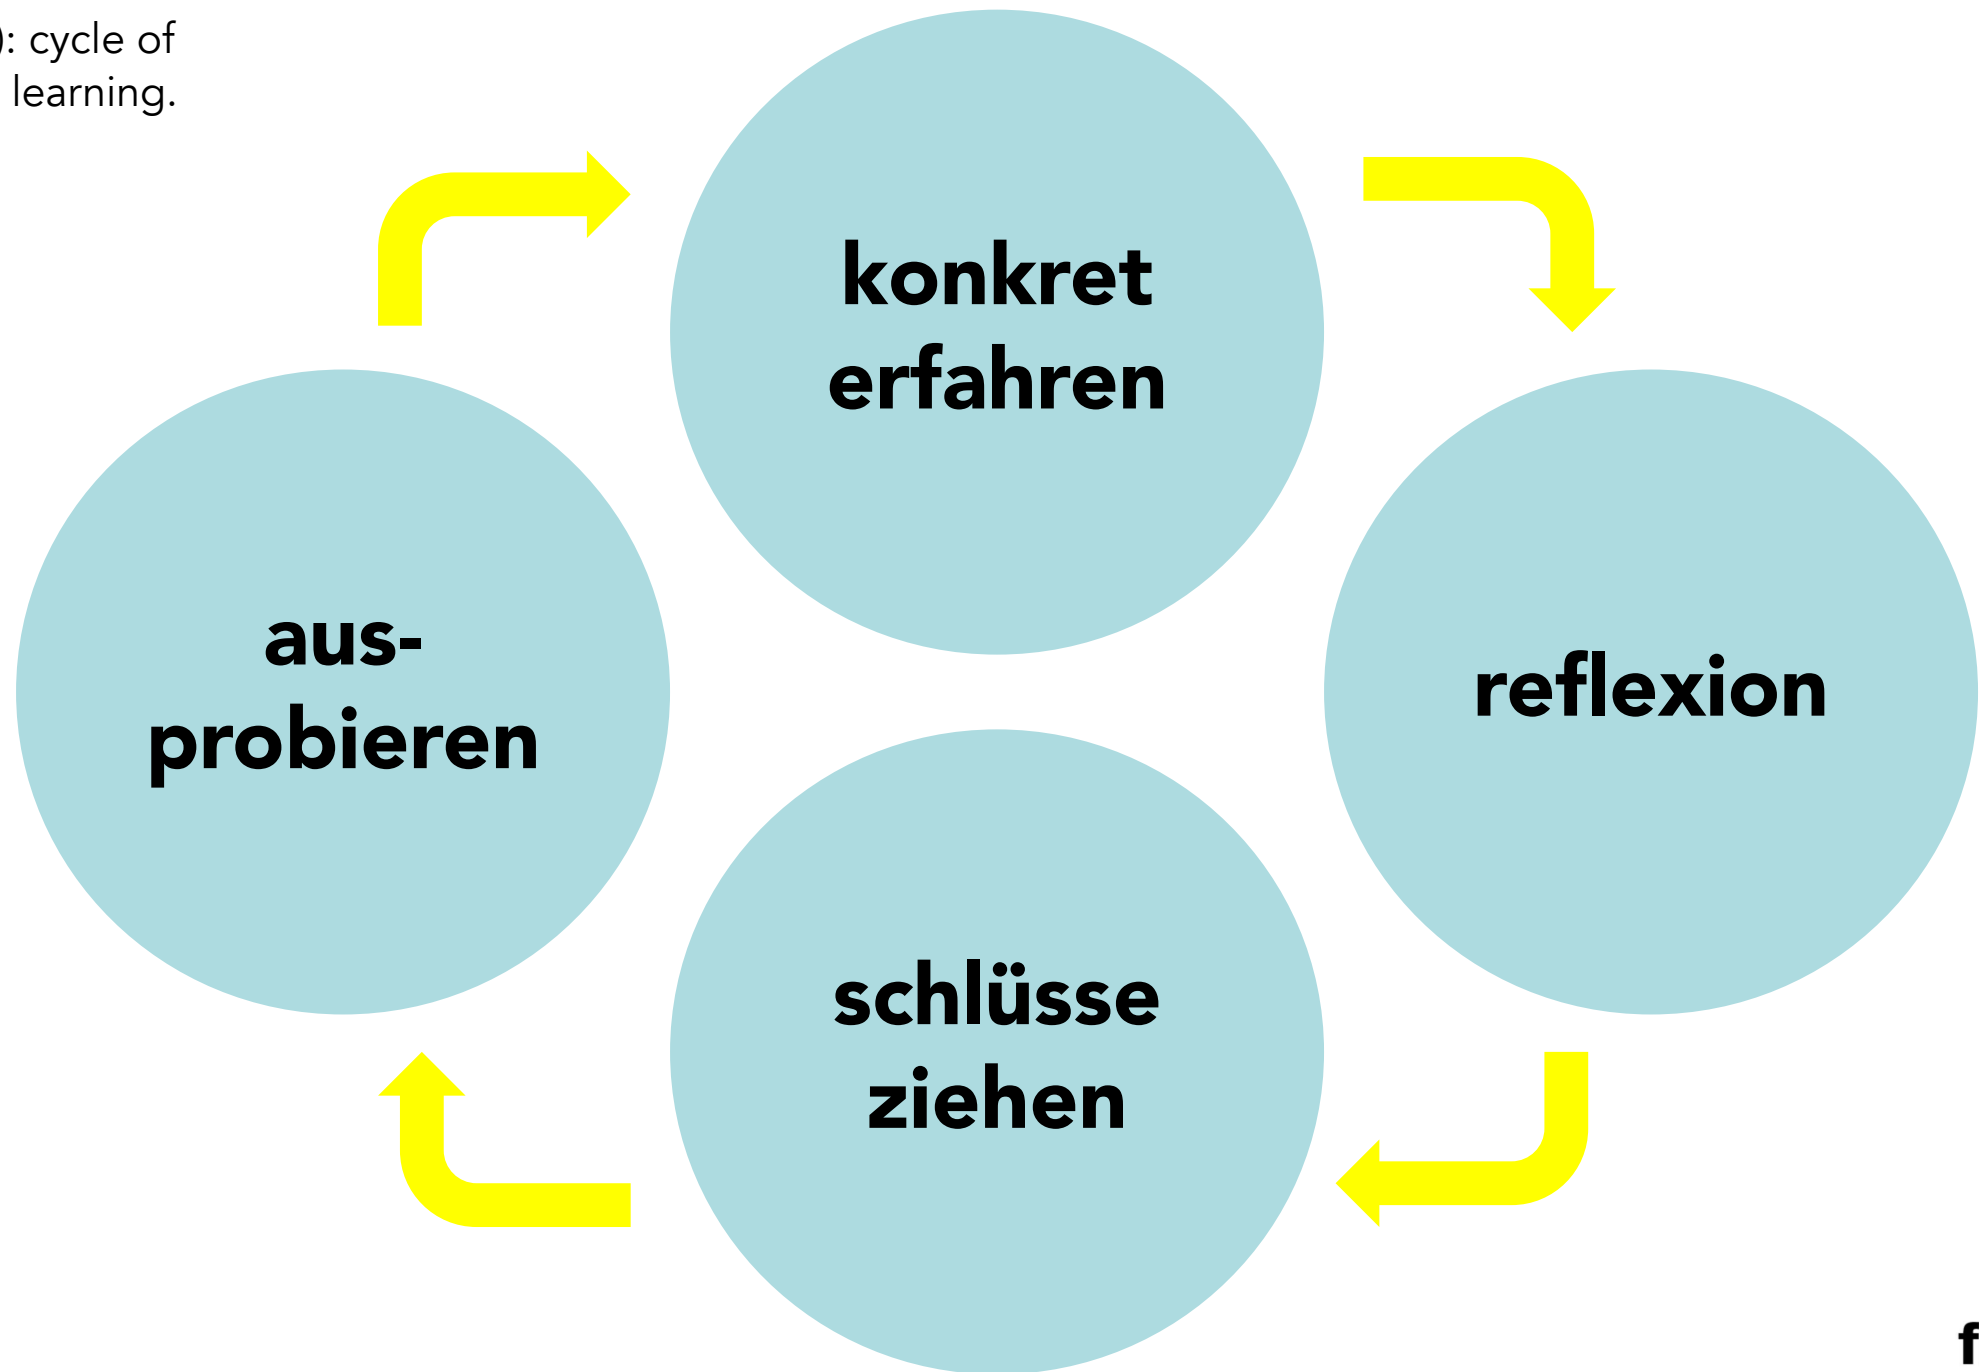 ): cycle of
learning.
konkret
erfahren
aus-
probieren
reflexion
schlüsse
ziehen
f